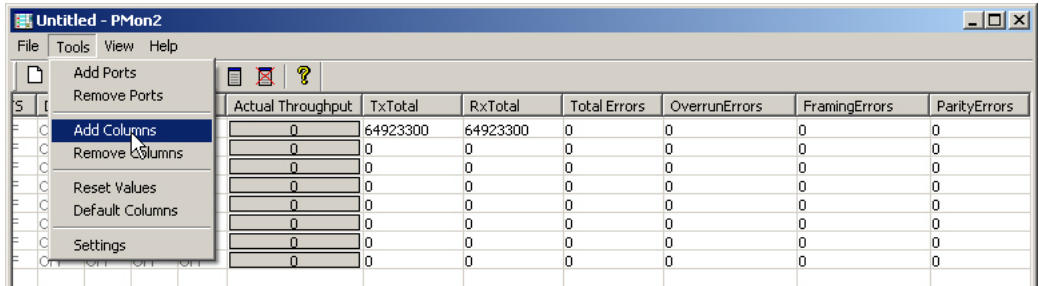 Untitled - PMon2
File Tools View Help
Add Ports
Remove Ports
Add Columns
Remove Columns
Reset Values
Default Columns
Settings
Actual Throughput TxTotal RxTotal Total Errors OverrunErrors FramingErrors ParityErrors
0 64923300 64923300 0 0 0 0
0 0 0 0 0 0 0
0 0 0 0 0 0 0
0 0 0 0 0 0 0
0 0 0 0 0 0 0
0 0 0 0 0 0 0
0 0 0 0 0 0 0
0 0 0 0 0 0 0